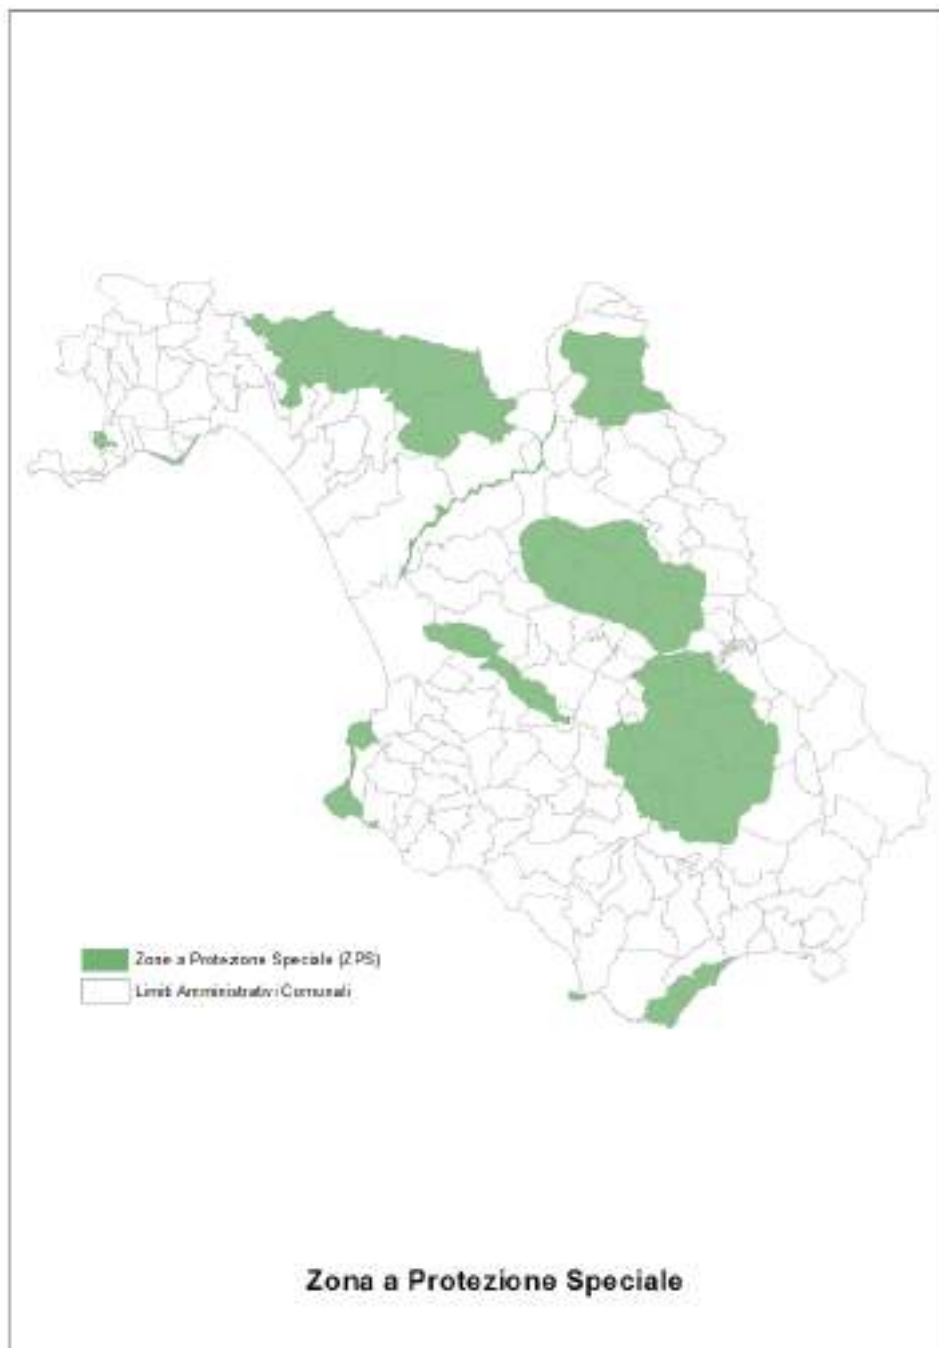 Zone a Protezione Speciale (ZPS)
Limiti Amministrativi Comunali
Zona a Protezione Speciale